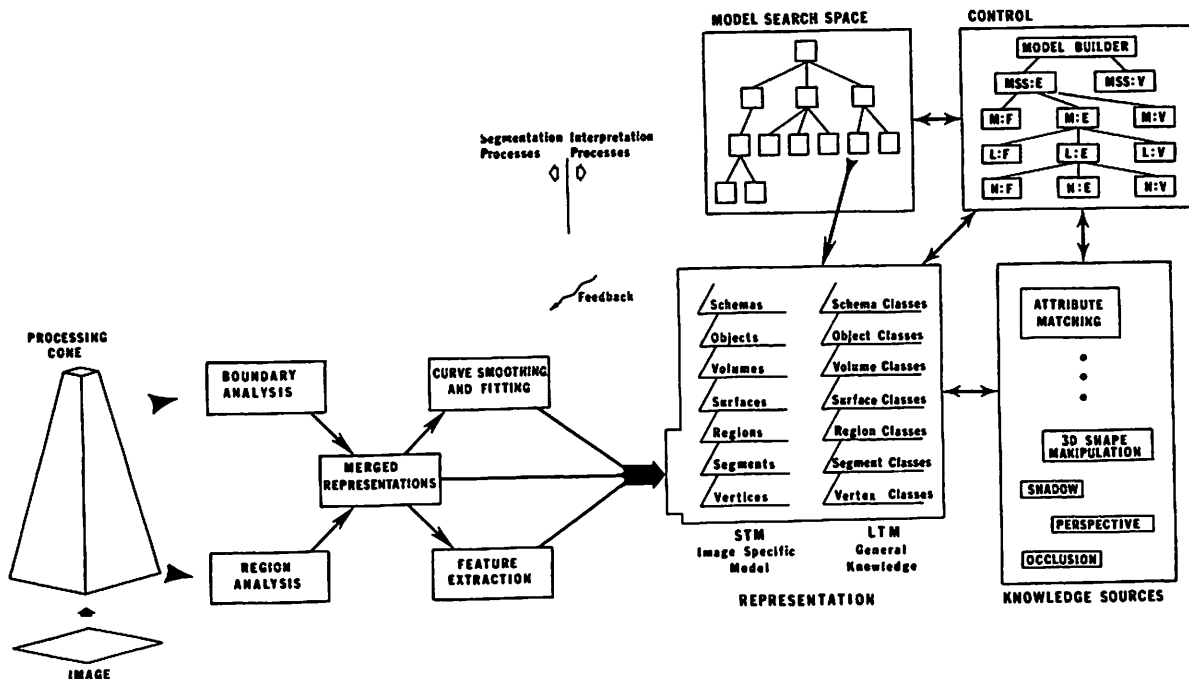 MODEL SEARCH SPACE
CONTROL
MODEL BUILDER
MSS:E
MSS:V
M:F
M:E
M:V
L:F
L:E
L:V
N:F
N:E
N:V
Segmentation Interpretation
Processes Processes
Feedback
PROCESSING
CONE
BOUNDARY
ANALYSIS
CURVE SMOOTHING
AND FITTING
MERGED
REPRESENTATIONS
REGION
ANALYSIS
FEATURE
EXTRACTION
IMAGE
Schemas
Objects
Volumes
Surfaces
Regions
Segments
Vertices
Schema Classes
Object Classes
Volume Classes
Surface Classes
Region Classes
Segment Classes
Vertex Classes
STM
Image Specific
Model
LTM
General
Knowledge
REPRESENTATION
ATTRIBUTE
MATCHING
3D SHAPE
MANIPULATION
SHADOW
PERSPECTIVE
OCCLUSION
KNOWLEDGE SOURCES